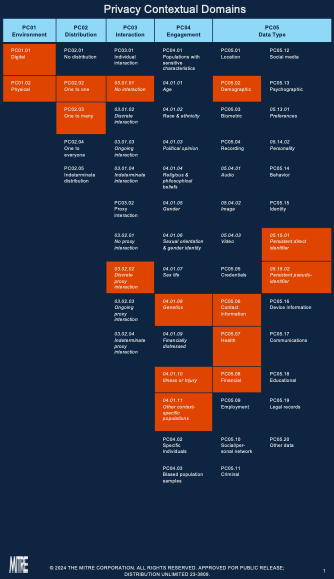 Privacy Contextual Domains
PC01
Environment
PC02
Distribution
PC03
Interaction
PC04
Engagement
PC05
Data Type
PC01.01
Digital
PC02.01
No distribution
PC03.01
Individual
interaction
PC04.01
Populations with
sensitive
characteristics
PC05.01
Location
PC05.12
Social media
PC01.02
Physical
PC02.02
One to one
03.01.01
No interaction
04.01.01
Age
PC05.02
Demographic
PC05.13
Psychographic
PC02.03
One to many
03.01.02
Discrete
interaction
04.01.02
Race & ethnicity
PC05.03
Biometric
05.13.01
Preferences
PC02.04
One to
everyone
03.01.03
Ongoing
interaction
04.01.03
Political opinion
PC05.04
Recording
05.14.02
Personality
PC02.05
Indeterminate
distribution
03.01.04
Indeterminate
interaction
04.01.04
Religious &
philosophical
beliefs
05.04.01
Audio
PC05.14
Behavior
PC03.02
Proxy
interaction
04.01.05
Gender
05.04.02
Image
PC05.15
Identity
03.02.01
No proxy
interaction
04.01.06
Sexual orientation
& gender identity
05.04.03
Video
05.15.01
Persistent direct
identifier
03.02.02
Discrete
proxy
interaction
04.01.07
Sex life
PC05.05
Credentials
05.15.02
Persistent pseudo-
identifier
03.02.03
Ongoing
proxy
interaction
04.01.08
Genetics
PC05.06
Contact
information
PC05.16
Device information
03.02.04
Indeterminate
proxy
interaction
04.01.09
Financially
distressed
PC05.07
Health
PC05.17
Communications
04.01.10
Illness or injury
PC05.08
Financial
PC05.18
Educational
04.01.11
Other context-
specific
populations
PC05.09
Employment
PC05.19
Legal records
PC04.02
Specific
individuals
PC05.10
Social/per-
sonal network
PC05.20
Other data
PC04.03
Biased population
samples
PC05.11
Criminal
MITRE
© 2024 THE MITRE CORPORATION. ALL RIGHTS RESERVED. APPROVED FOR PUBLIC RELEASE;
DISTRIBUTION UNLIMITED 23-3809.
1